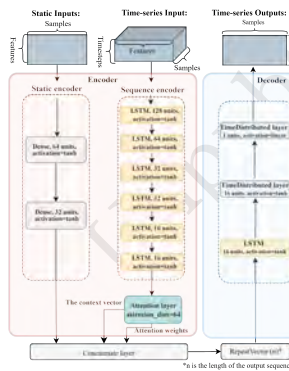 Static Inputs:
Time-series Input:
Time-series Outputs:
Samples
Features
Timesteps
Features
Samples
Samples
Encoder
Decoder
Static encoder
Sequence encoder
Dense, 64 units,
activation=tanh
Dense, 32 units,
activation=tanh
LSTM, 128 units,
activation=tanh
LSTM, 64 units,
activation=tanh
LSTM, 32 units,
activation=tanh
LSTM, 32 units,
activation=tanh
LSTM, 16 units,
activation=tanh
LSTM, 16 units,
activation=tanh
TimeDistributed layer
units, activation=linear
TimeDistributed layer
16 units, activation=tanh
LSTM
16 units, activation=tanh
The context vector
Attention layer
attention_dim=64
Attention weights
Concatenate layer
RepeatVector (n)*
*n is the length of the output sequenc